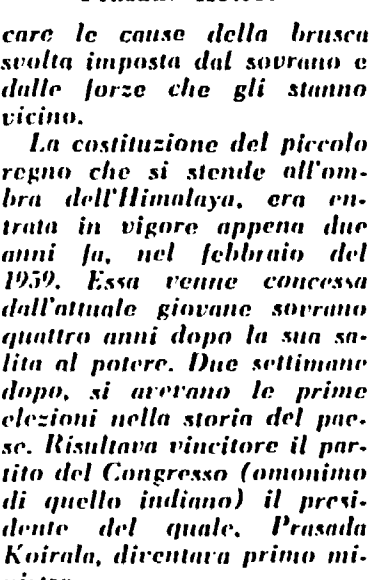 care le cause della brusca
svolta imposta dal sovrano e
dalle forze che gli stanno
vicino.
La costituzione del piccolo
regno che si stende all'om-
bra dell'Himalaya, era en-
trata in vigore appena due
anni fa, nel febbraio del
1959. Essa venne concessa
dall'attuale giovane sovrano
quattro anni dopo la sua sa-
lita al potere. Due settimane
dopo, si avevano le prime
elezioni nella storia del pae-
se. Risultava vincitore il par-
tito del Congresso (omonimo
di quello indiano) il presi-
dente del quale, Prasada
Koirala, diventava primo mi-